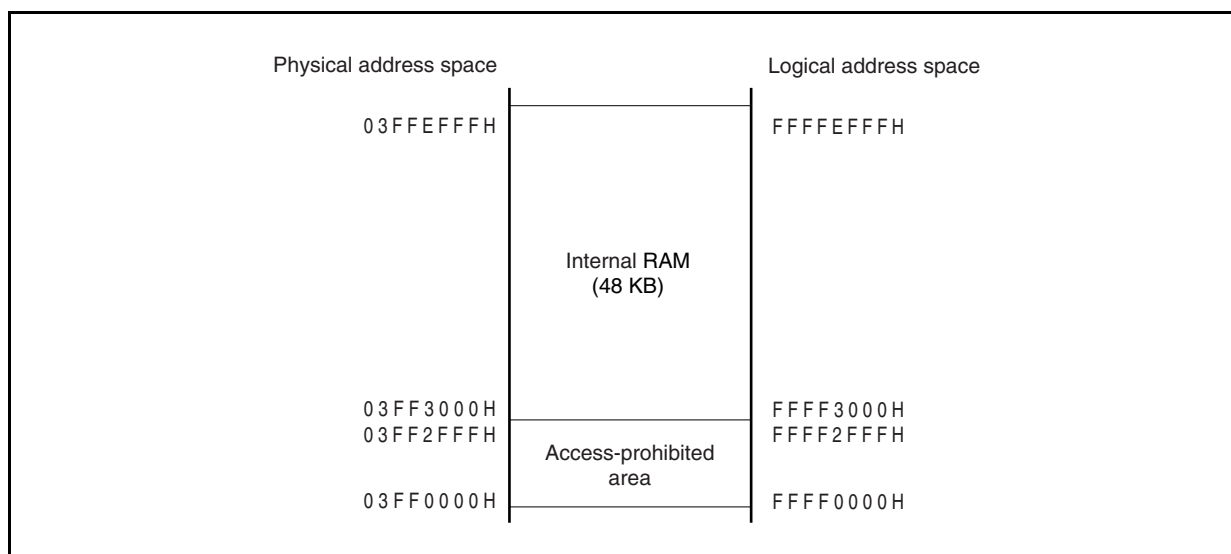 Physical address space
Logical address space
03FFEFFFH
FFFFEFFFH
Internal RAM
(48 KB)
03FF3000H
FFFF3000H
03FF2FFFH
FFFF2FFFH
Access-prohibited
area
03FF0000H
FFFF0000H